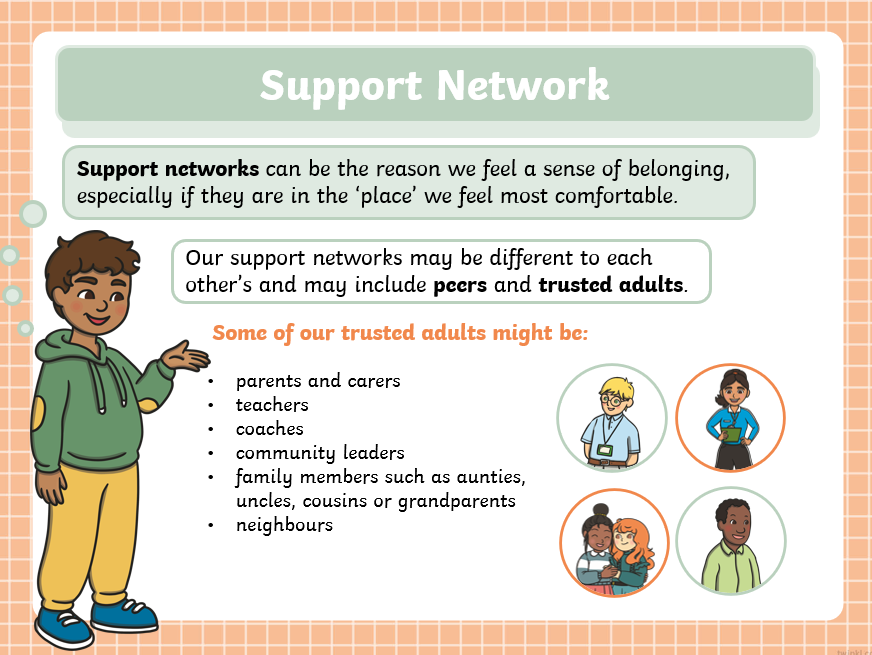 Support Network
Support networks can be the reason we feel a sense of belonging,
especially if they are in the ‘place’ we feel most comfortable.
Our support networks may be different to each
other’s and may include peers and trusted adults.
Some of our trusted adults might be:
• parents and carers
• teachers
• coaches
• community leaders
• family members such as aunties,
uncles, cousins or grandparents
• neighbours